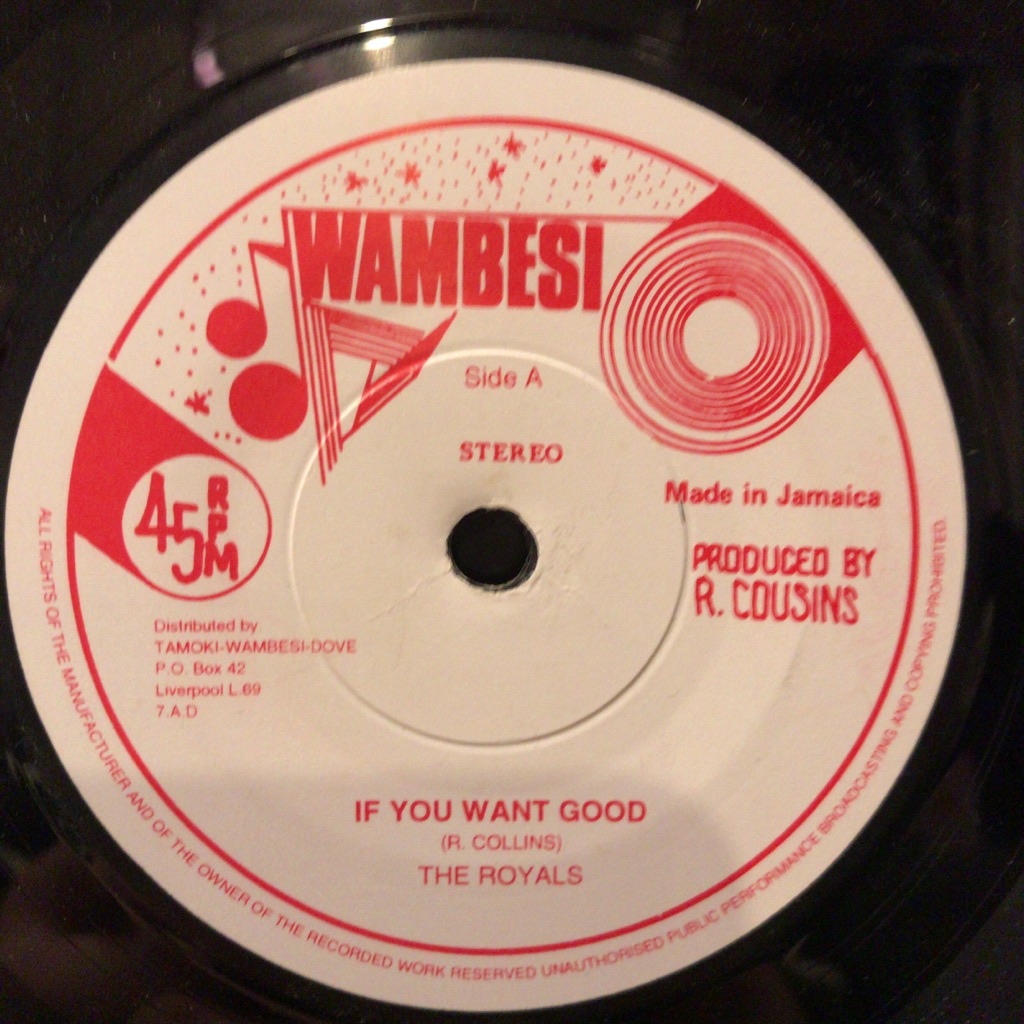 WAMBESI
Side A
STEREO
45 RPM
Made in Jamaica
PRODUCED BY
R. COUSINS
Distributed by
TAMOKI-WAMBESI-DOVE
P.O. Box 42
Liverpool L.69
7.A.D
IF YOU WANT GOOD
(R. COLLINS)
THE ROYALS
ALL RIGHTS OF THE MANUFACTURER AND OF THE OWNER OF THE RECORDED WORK RESERVED UNAUTHORISED PUBLIC PERFORMANCE BROADCASTING AND COPYING PROHIBITED.